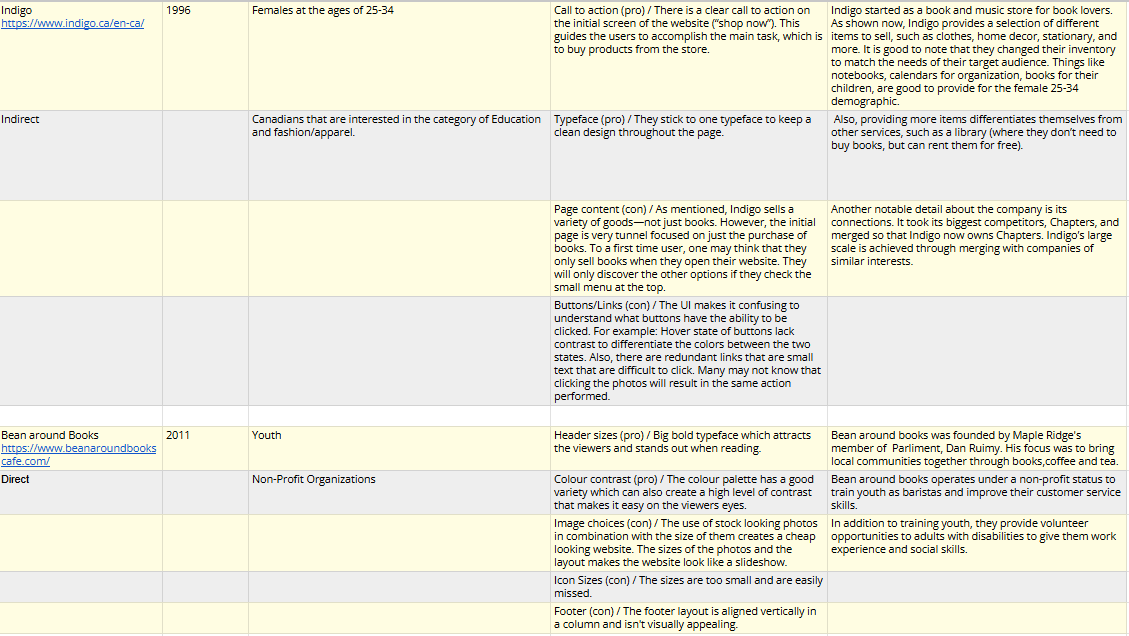 Indigo
https://www.indigo.ca/en-ca/
1996
Females at the ages of 25-34
Call to action (pro) / There is a clear call to action on
the initial screen of the website (“shop now”). This
guides the users to accomplish the main task, which is
to buy products from the store.
Indigo started as a book and music store for book lovers.
As shown now, Indigo provides a selection of different
items to sell, such as clothes, home decor, stationary, and
more. It is good to note that they changed their inventory
to match the needs of their target audience. Things like
notebooks, calendars for organization, books for their
children, are good to provide for the female 25-34
demographic.
Indirect
Canadians that are interested in the category of Education
and fashion/apparel.
Typeface (pro) / They stick to one typeface to keep a
clean design throughout the page.
Also, providing more items differentiates themselves from
other services, such as a library (where they don’t need to
buy books, but can rent them for free).
Page content (con) / As mentioned, Indigo sells a
variety of goods—not just books. However, the initial
page is very tunnel focused on just the purchase of
books. To a first time user, one may think that they
only sell books when they open their website. They
will only discover the other options if they check the
small menu at the top.
Another notable detail about the company is its
connections. It took its biggest competitors, Chapters, and
merged so that Indigo now owns Chapters. Indigo’s large
scale is achieved through merging with companies of
similar interests.
Buttons/Links (con) / The UI makes it confusing to
understand what buttons have the ability to be
clicked. For example: Hover state of buttons lack
contrast to differentiate the colors between the two
states. Also, there are redundant links that are small
text that are difficult to click. Many may not know that
clicking the photos will result in the same action
performed.
Bean around Books
https://www.beanaroundbooks
cafe.com/
2011
Youth
Header sizes (pro) / Big bold typeface which attracts
the viewers and stands out when reading.
Bean around books was founded by Maple Ridge's
member of  Parliment, Dan Ruimy. His focus was to bring
local communities together through books,coffee and tea.
Direct
Non-Profit Organizations
Colour contrast (pro) / The colour palette has a good
variety which can also create a high level of contrast
that makes it easy on the viewers eyes.
Bean around books operates under a non-profit status to
train youth as baristas and improve their customer service
skills.
Image choices (con) / The use of stock looking photos
in combination with the size of them creates a cheap
looking website. The sizes of the photos and the
layout makes the website look like a slideshow.
In addition to training youth, they provide volunteer
opportunities to adults with disabilities to give them work
experience and social skills.
Icon Sizes (con) / The sizes are too small and are easily
missed.
Footer (con) / The footer layout is aligned vertically in
a column and isn't visually appealing.